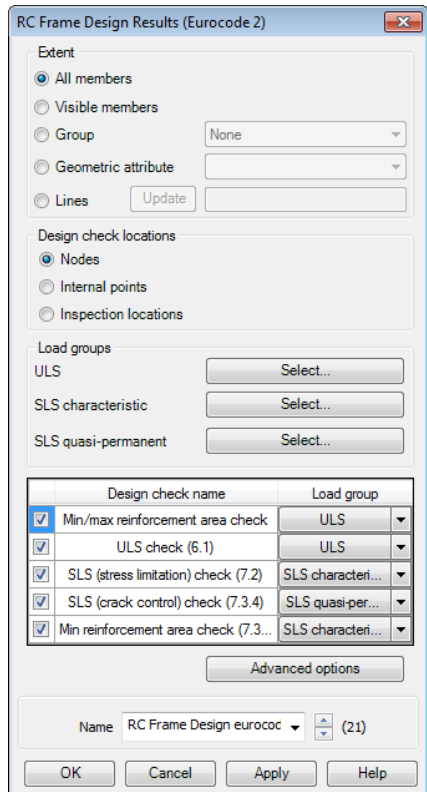 RC Frame Design Results (Eurocode 2)
Extent
All members
Visible members
Group None
Geometric attribute
Lines Update
Design check locations
Nodes
Internal points
Inspection locations
Load groups
ULS Select...
SLS characteristic Select...
SLS quasi-permanent Select...
Design check name Load group
Min/max reinforcement area check ULS
ULS check (6.1) ULS
SLS (stress limitation) check (7.2) SLS characteri...
SLS (crack control) check (7.3.4) SLS quasi-per...
Min reinforcement area check (7.3... SLS characteri...
Advanced options
Name RC Frame Design eurocod (21)
OK Cancel Apply Help